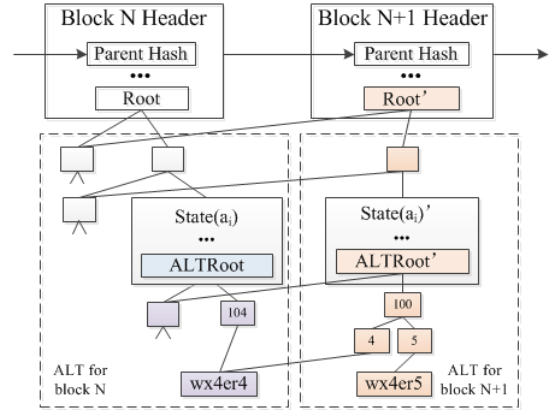 Block N Header
Block N+1 Header
Parent Hash
Parent Hash
•••
•••
Root
Root’
State(aᵢ)
State(aᵢ)’
•••
•••
ALTRoot
ALTRoot’
104
100
4
5
ALT for
block N
wx4er4
wx4er5
ALT for
block N+1